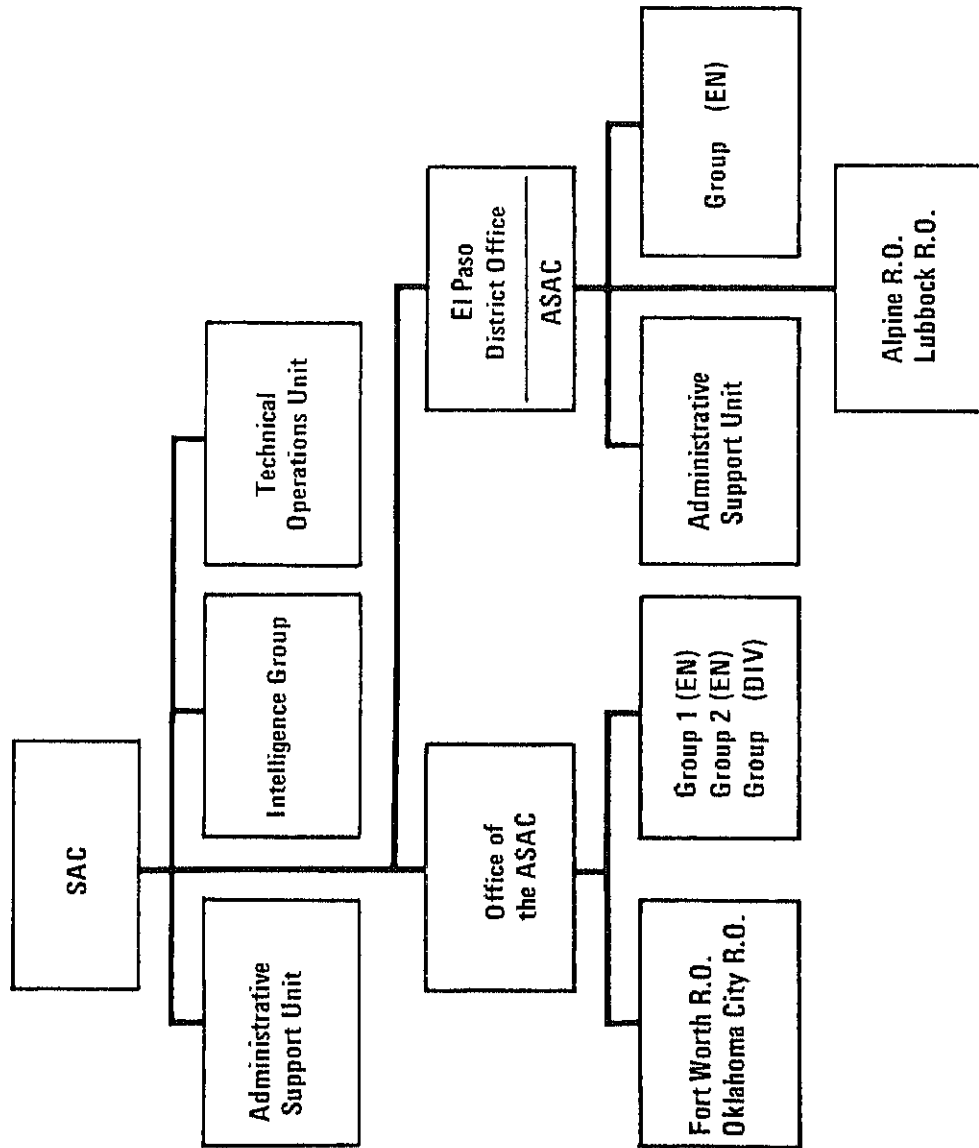 SAC
Administrative
Support Unit
Intelligence Group
Technical
Operations Unit
Office of
the ASAC
El Paso
District Office
ASAC
Fort Worth R.O.
Oklahoma City R.O.
Group 1 (EN)
Group 2 (EN)
Group (DIV)
Administrative
Support Unit
Group (EN)
Alpine R.O.
Lubbock R.O.